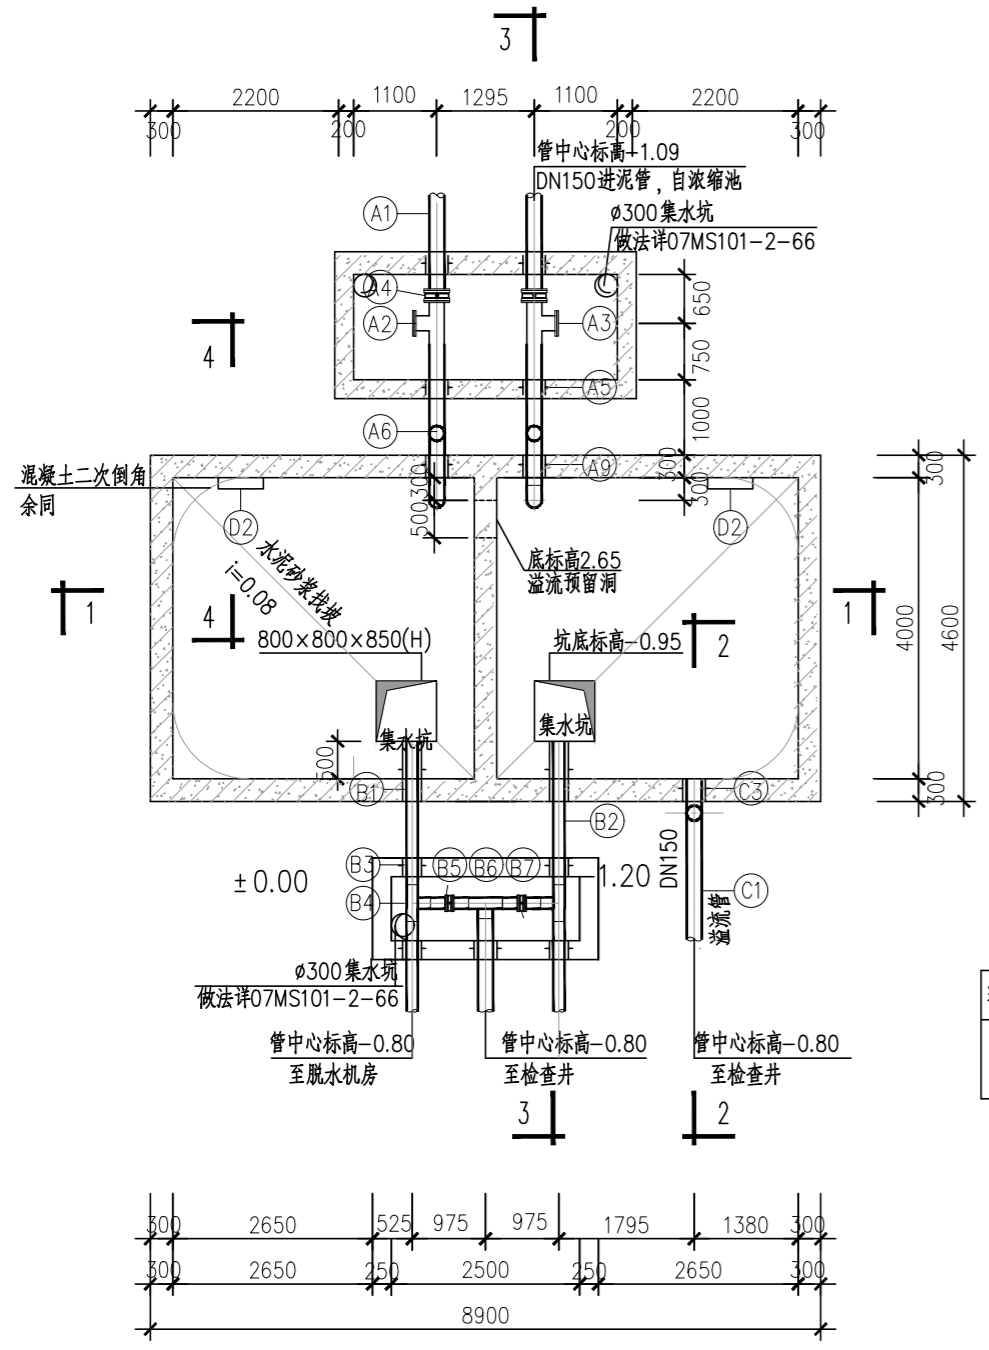 3
2200
1100
1295
1100
2200
300
200
200
300
管中心标高-1.09
DN150进泥管，自浓缩池
ø300集水坑
做法详07MS101-2-66
A1
A4
A2
A3
650
4
750
A5
A6
1000
A9
300
300
300
500
300
混凝土二次倒角
余同
D2
D2
水泥砂浆找坡
i=0.08
底标高2.65
溢流预留洞
1
1
4
4000
4600
800×800×850(H)
坑底标高-0.95
2
集水坑
集水坑
500
B1
C3
300
B2
B3
B5
B6
B7
±0.00
1.20
DN150
C1
B4
溢流管
ø300集水坑
做法详07MS101-2-66
管中心标高-0.80
至脱水机房
管中心标高-0.80
至检查井
管中心标高-0.80
至检查井
3
2
300
2650
525
975
975
1795
1380
300
300
2650
250
2500
250
2650
300
8900